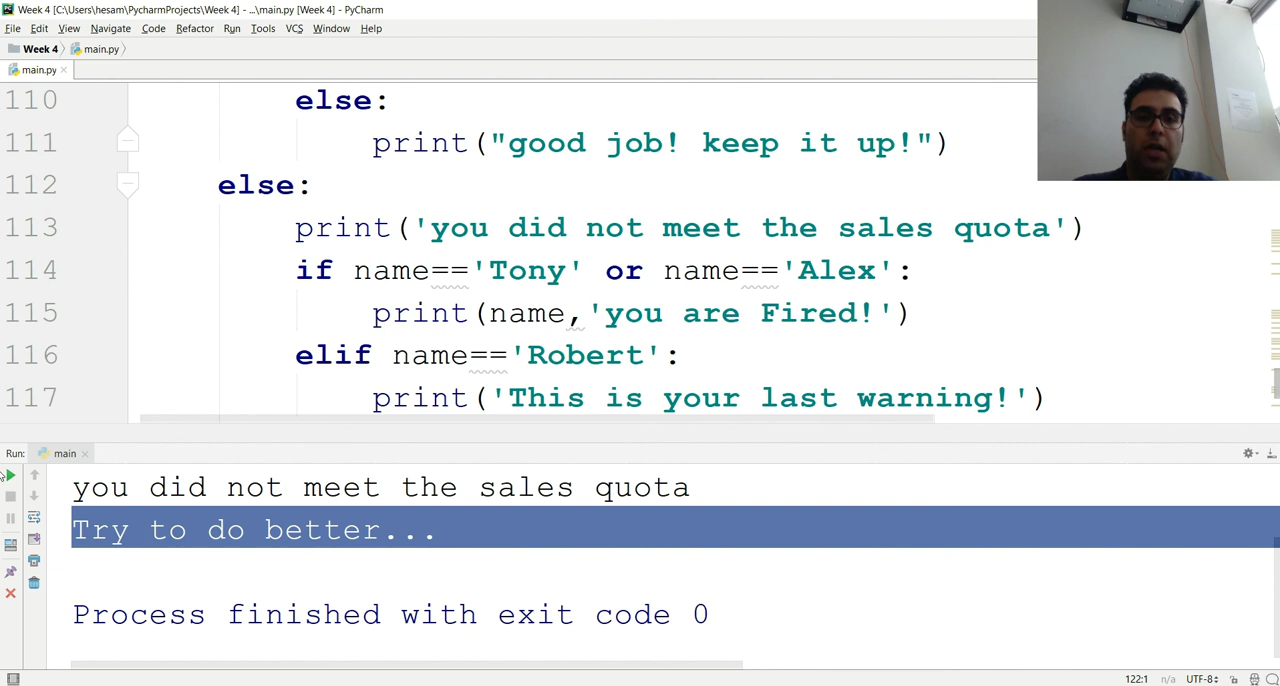 Week 4 [C:\Users\hesam\PycharmProjects\Week 4] - ...\main.py [Week 4] - PyCharm
File Edit View Navigate Code Refactor Run Tools VCS Window Help
Week 4 main.py
main.py
110 else:
111 print("good job! keep it up!")
112 else:
113 print('you did not meet the sales quota')
114 if name=='Tony' or name=='Alex':
115 print(name,'you are Fired!')
116 elif name=='Robert':
117 print('This is your last warning!')
Run: main
you did not meet the sales quota
Try to do better...
Process finished with exit code 0
122:1 n/a UTF-8